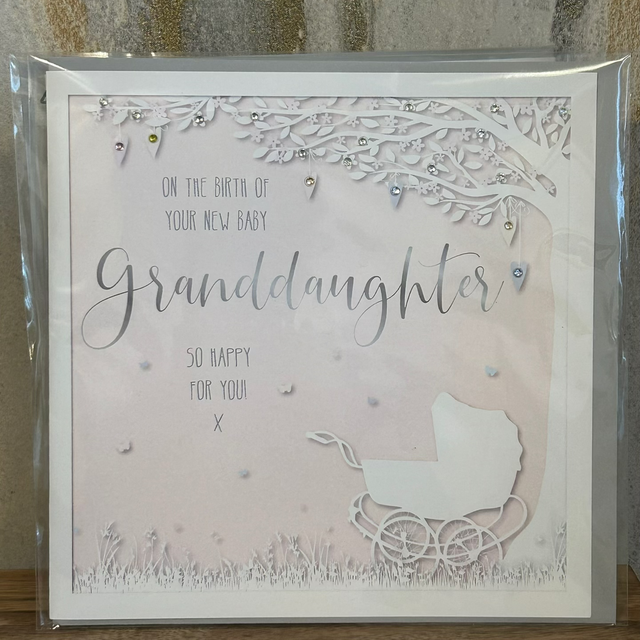 ON THE BIRTH OF
YOUR NEW BABY
Granddaughter
SO HAPPY
FOR YOU!
X